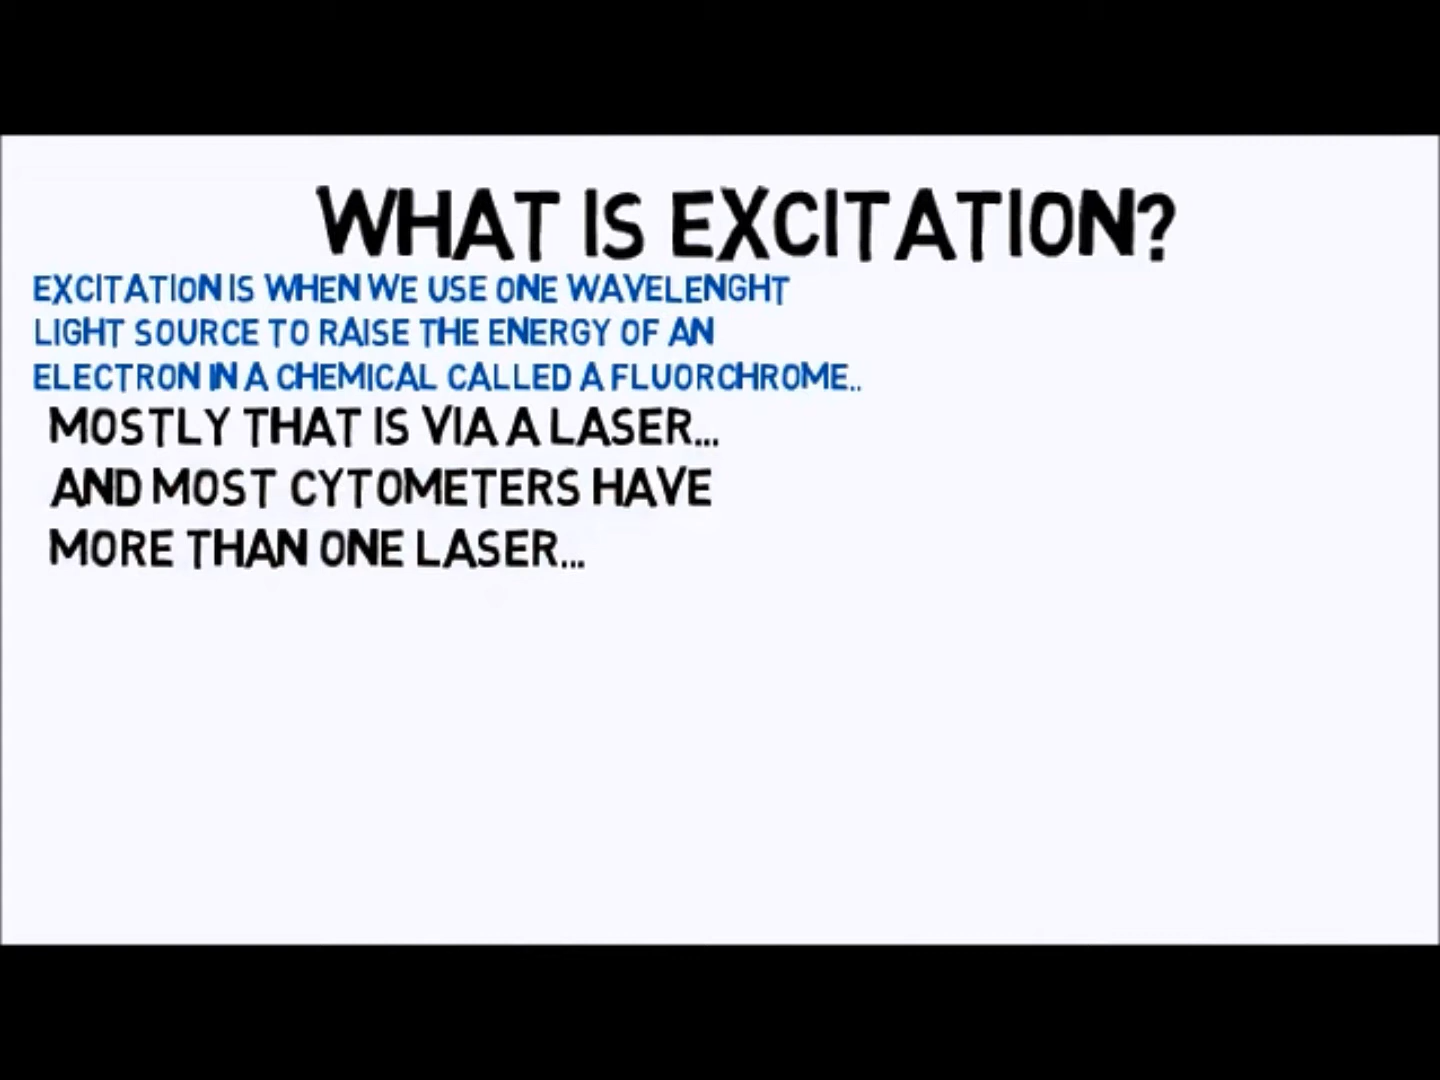 WHAT IS EXCITATION?
EXCITATION IS WHEN WE USE ONE WAVELENGHT
LIGHT SOURCE TO RAISE THE ENERGY OF AN
ELECTRON IN A CHEMICAL CALLED A FLUORCHROME..
MOSTLY THAT IS VIA A LASER...
AND MOST CYTOMETERS HAVE
MORE THAN ONE LASER...